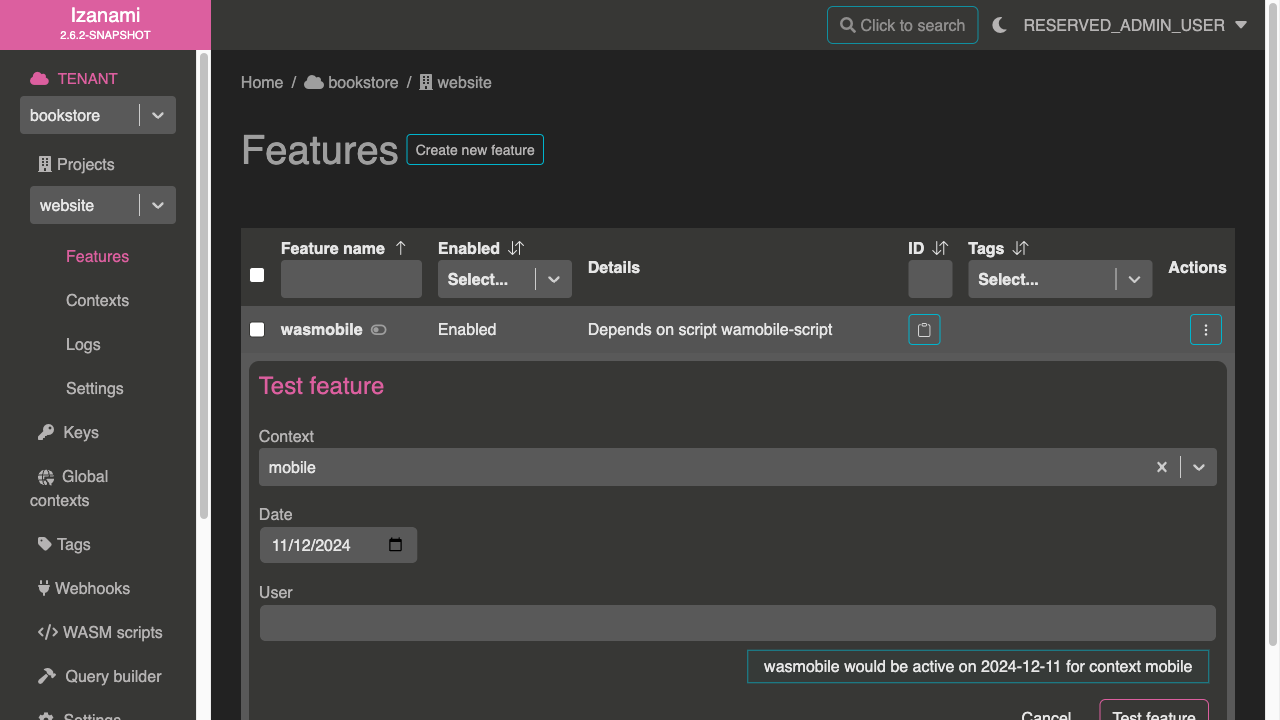 Izanami
2.6.2-SNAPSHOT
Click to search
RESERVED_ADMIN_USER
TENANT
bookstore
Projects
website
Features
Contexts
Logs
Settings
Keys
Global
contexts
Tags
Webhooks
</> WASM scripts
Query builder
Settings
Home / bookstore / website
Features
Create new feature
Feature name
Enabled
Select...
Details
ID
Tags
Select...
Actions
wasmobile
Enabled
Depends on script wamobile-script
Test feature
Context
mobile
Date
11/12/2024
User
wasmobile would be active on 2024-12-11 for context mobile
Cancel
Test feature